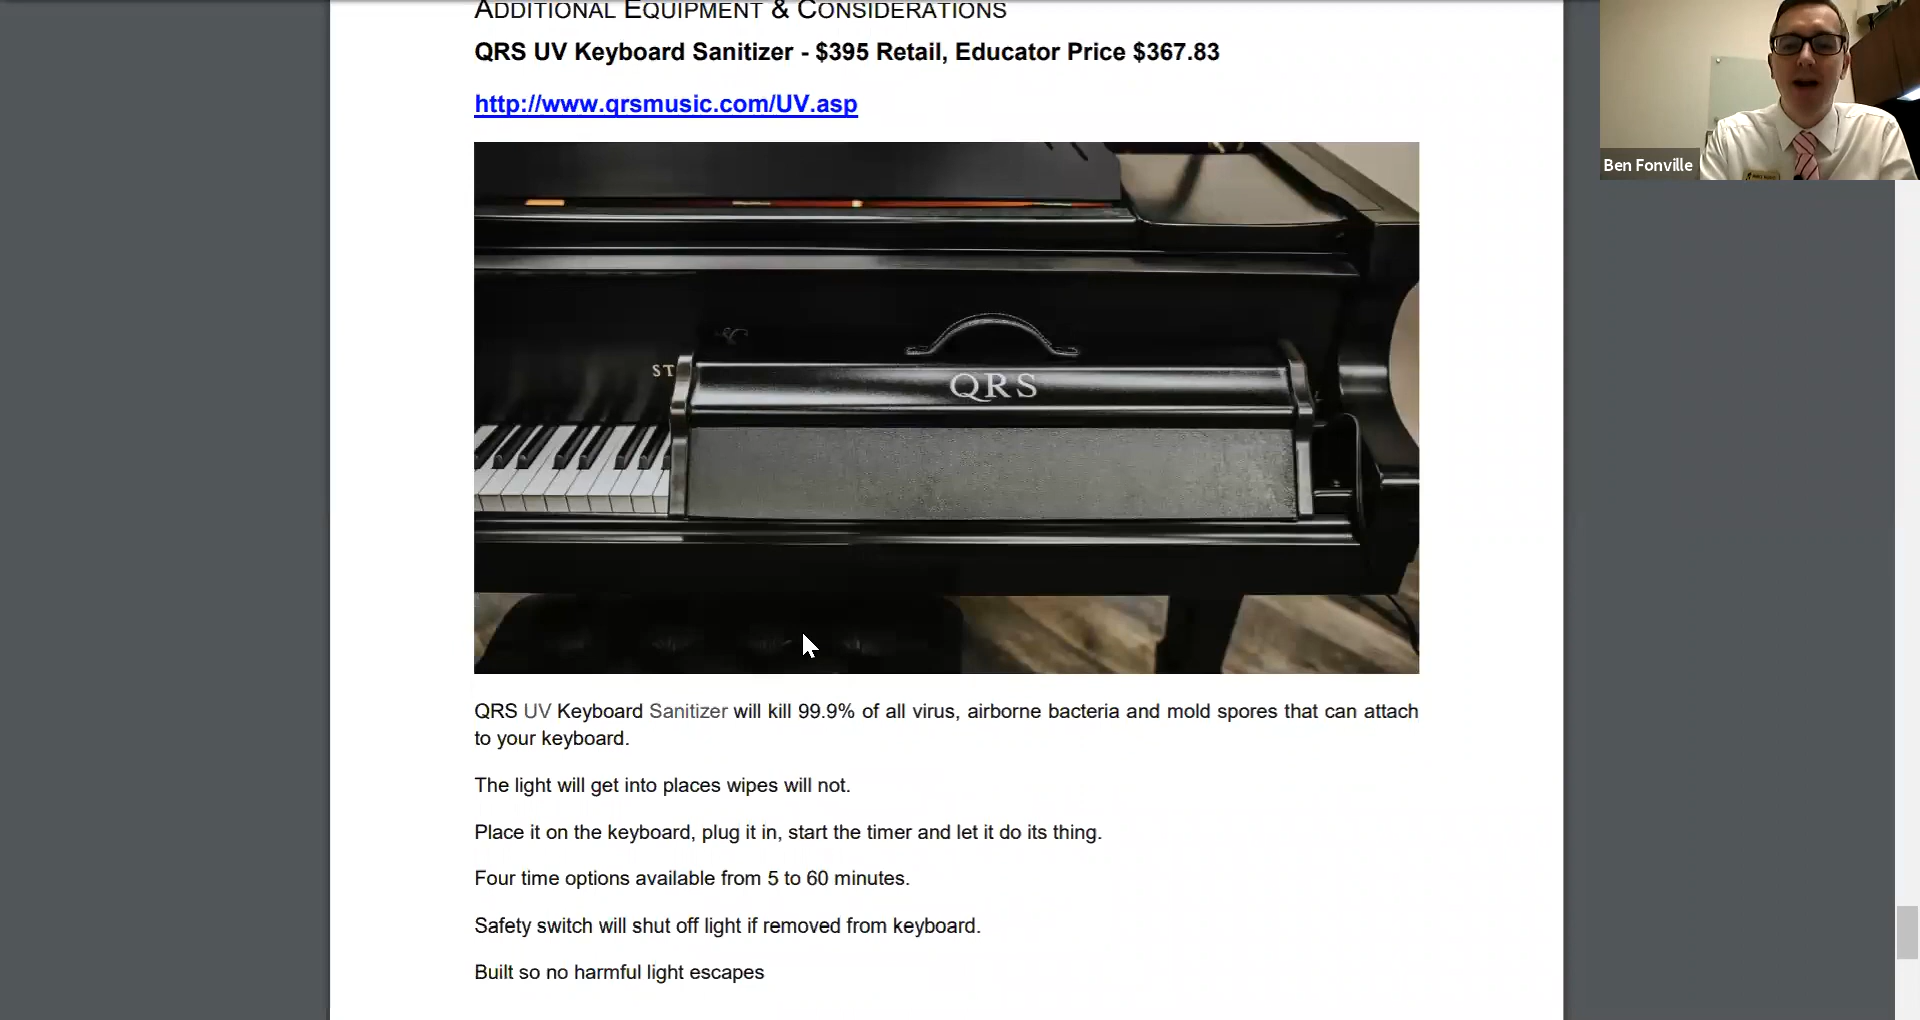 ADDITIONAL EQUIPMENT & CONSIDERATIONS
QRS UV Keyboard Sanitizer - $395 Retail, Educator Price $367.83
http://www.qrsmusic.com/UV.asp
Ben Fonville
ST
QRS
QRS UV Keyboard Sanitizer will kill 99.9% of all virus, airborne bacteria and mold spores that can attach
to your keyboard.
The light will get into places wipes will not.
Place it on the keyboard, plug it in, start the timer and let it do its thing.
Four time options available from 5 to 60 minutes.
Safety switch will shut off light if removed from keyboard.
Built so no harmful light escapes